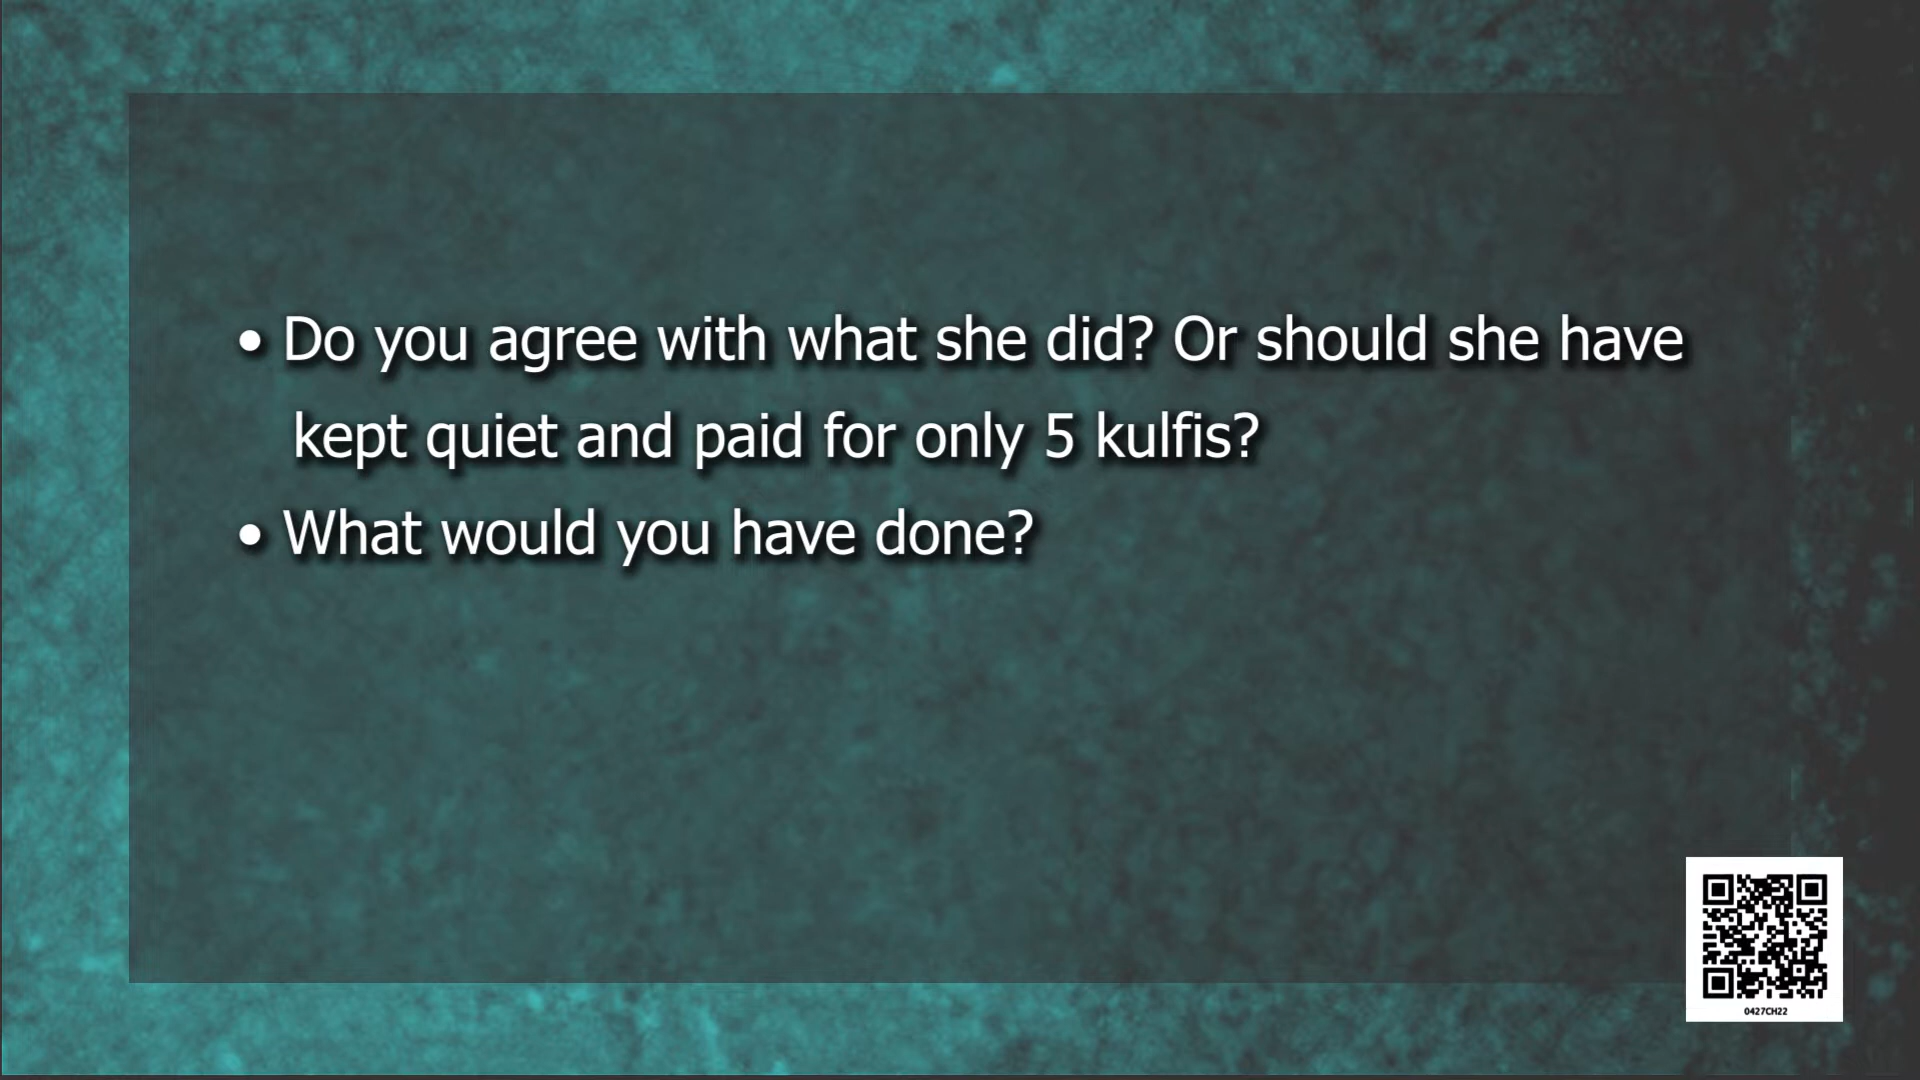 • Do you agree with what she did? Or should she have
kept quiet and paid for only 5 kulfis?
• What would you have done?
0427CH22